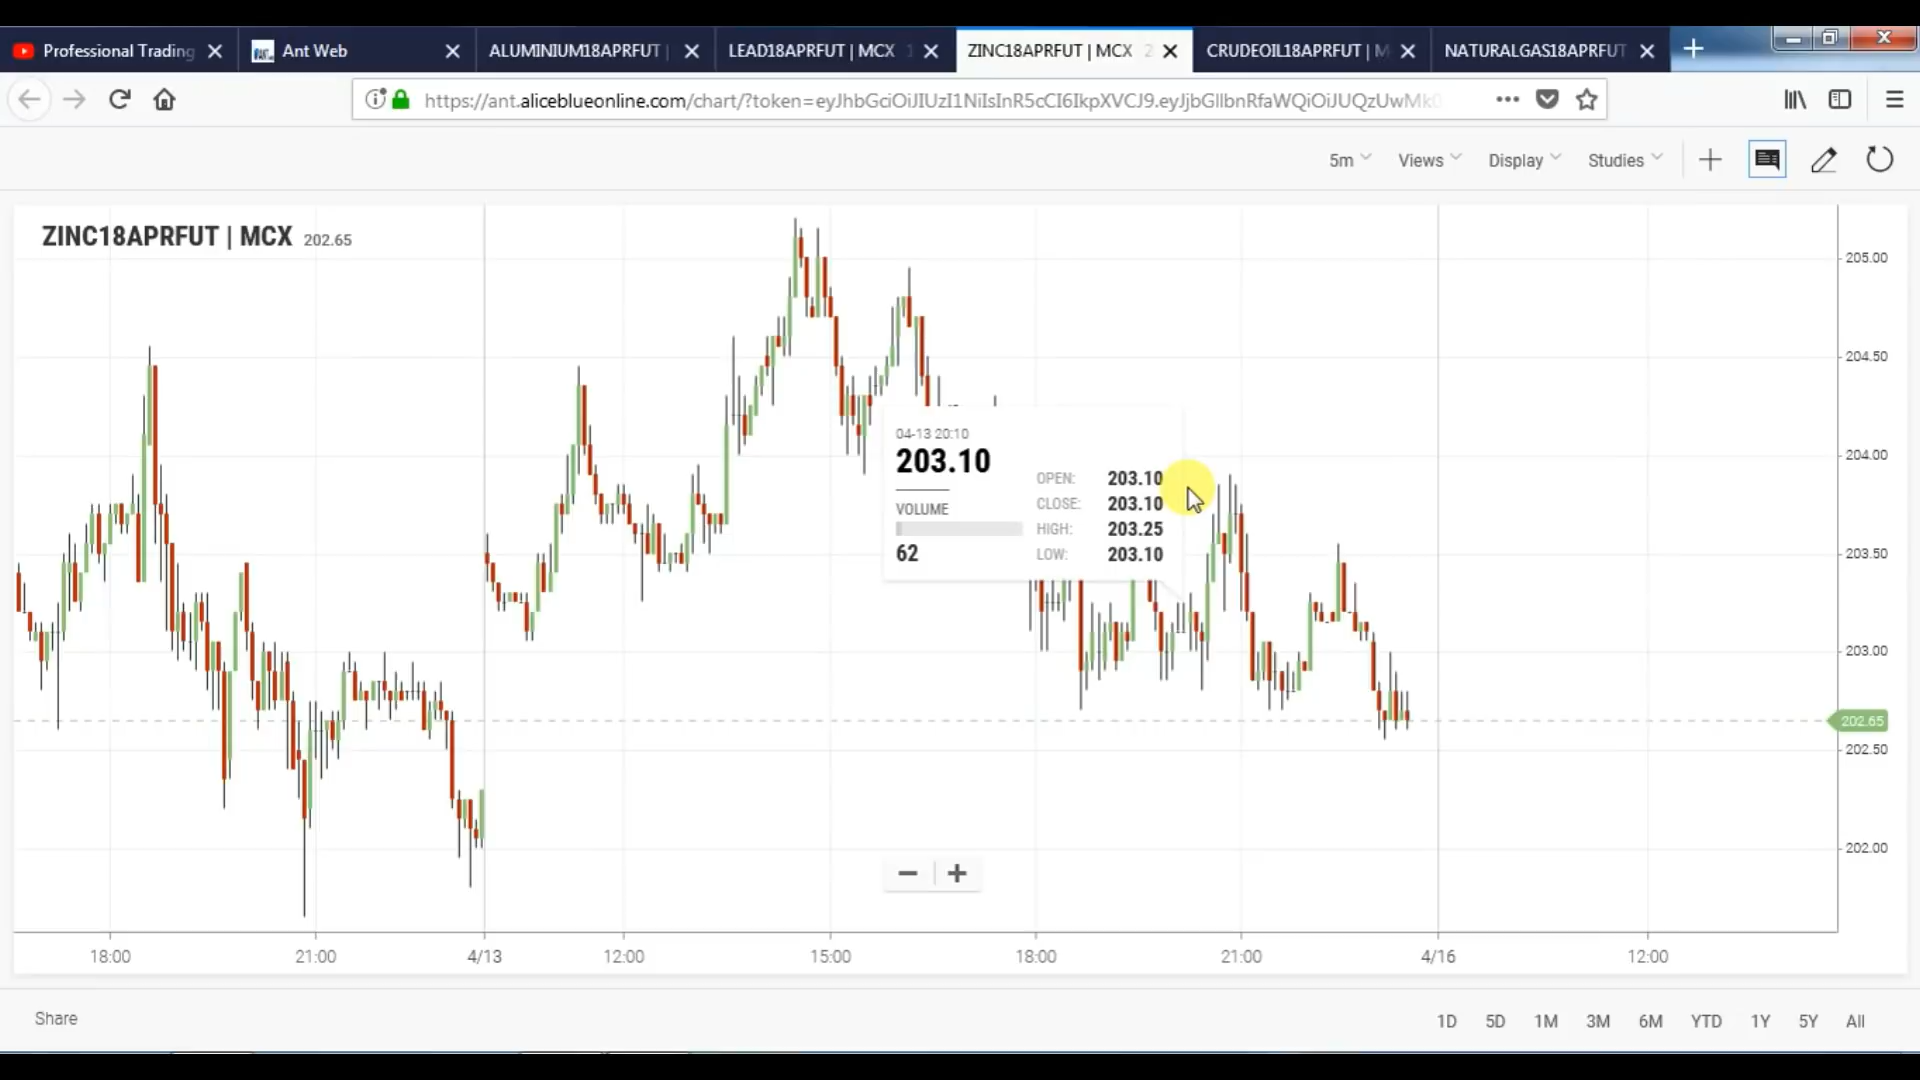 Professional Trading
Ant Web
ALUMINIUM18APRFUT |
LEAD18APRFUT | MCX
ZINC18APRFUT | MCX 2
CRUDEOIL18APRFUT | M
NATURALGAS18APRFUT
https://ant.aliceblueonline.com/chart/?token=eyJhbGciOiJIUzI1NiIsInR5cCI6IkpXVCJ9.eyJjbGllbnRfaWQiOiJUQzUwMk
5m Views Display Studies
ZINC18APRFUT | MCX 202.65
205.00
204.50
04-13 20:10
203.10
OPEN: 203.10
CLOSE: 203.10
HIGH: 203.25
LOW: 203.10
VOLUME
62
204.00
203.50
203.00
202.65
202.50
202.00
18:00 21:00 4/13 12:00 15:00 18:00 21:00 4/16 12:00
Share
1D 5D 1M 3M 6M YTD 1Y 5Y All